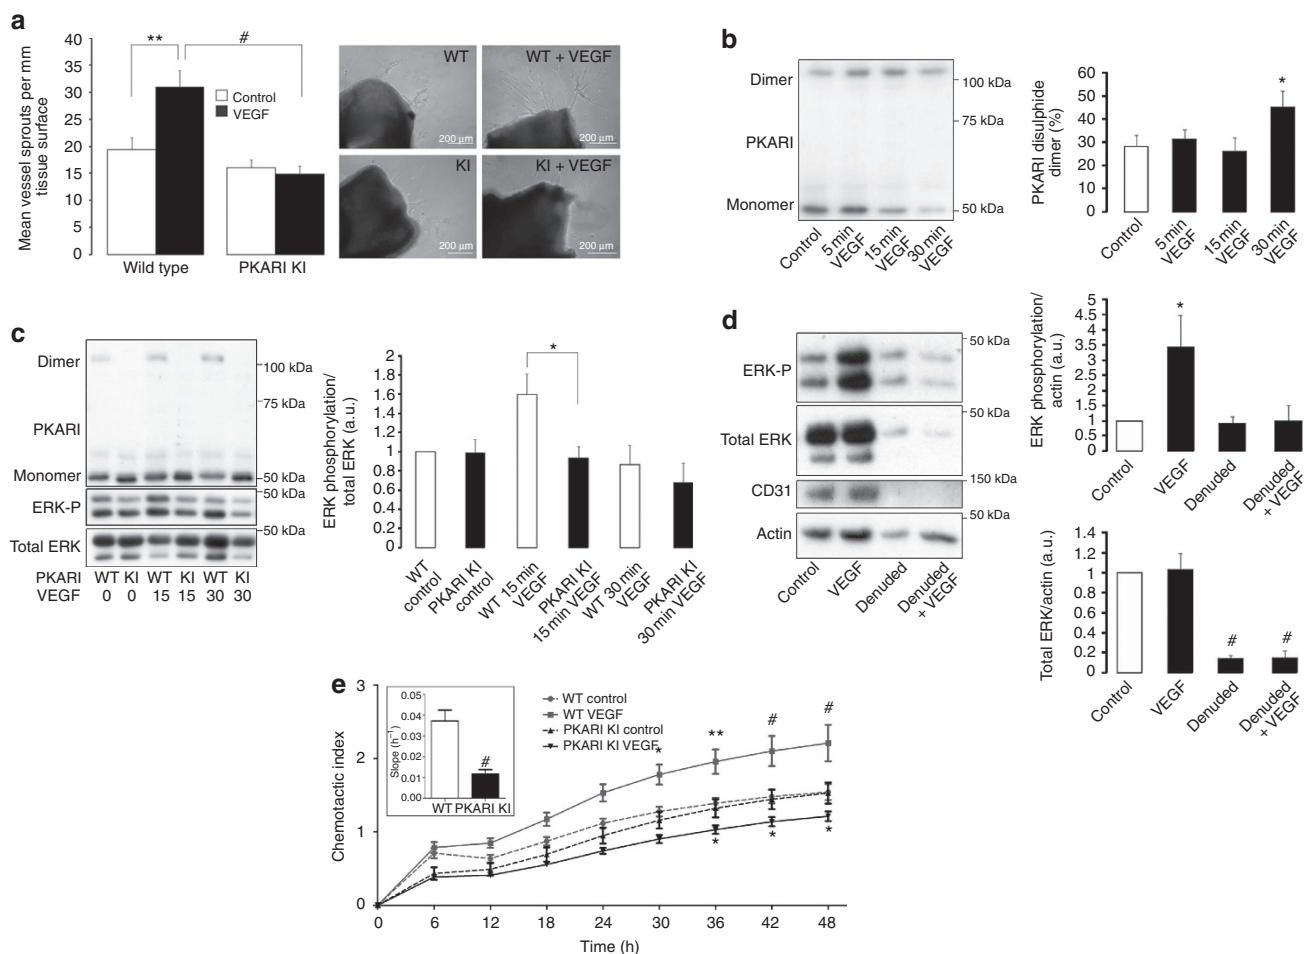 a
Mean vessel sprouts per mm
tissue surface
40
35
30
25
20
15
10
5
0
**
#
Control
VEGF
Wild type
PKARI KI
WT
200 µm
WT + VEGF
200 µm
KI
200 µm
KI + VEGF
200 µm
b
Dimer
PKARI
Monomer
100 kDa
75 kDa
50 kDa
Control
5 min
VEGF
15 min
VEGF
30 min
VEGF
PKARI disulphide
dimer (%)
60
50
40
30
20
10
0
*
Control
5 min
VEGF
15 min
VEGF
30 min
VEGF
c
Dimer
PKARI
Monomer
ERK-P
Total ERK
100 kDa
75 kDa
50 kDa
50 kDa
50 kDa
PKARI WT KI WT KI WT KI
VEGF 0 0 15 15 30 30
ERK phosphorylation/
total ERK (a.u.)
2
1.8
1.6
1.4
1.2
1
0.8
0.6
0.4
0.2
0
*
WT
control
PKARI KI
control
WT 15 min
VEGF
PKARI KI
15 min VEGF
WT 30 min
VEGF
PKARI KI
30 min VEGF
d
ERK-P
Total ERK
CD31
Actin
50 kDa
50 kDa
150 kDa
50 kDa
Control
VEGF
Denuded
Denuded
+ VEGF
ERK phosphorylation/
actin (a.u.)
5
4.5
4
3.5
3
2.5
2
1.5
1
0.5
0
*
Control
VEGF
Denuded
Denuded
+ VEGF
Total ERK/actin (a.u.)
1.4
1.2
1
0.8
0.6
0.4
0.2
0
#
#
Control
VEGF
Denuded
Denuded
+ VEGF
e
Chemotactic index
3
2
1
0
Slope (h⁻¹)
0.05
0.04
0.03
0.02
0.01
0.00
#
WT PKARI KI
WT control
WT VEGF
PKARI KI control
PKARI KI VEGF
*
**
#
#
*
*
*
0 6 12 18 24 30 36 42 48
Time (h)